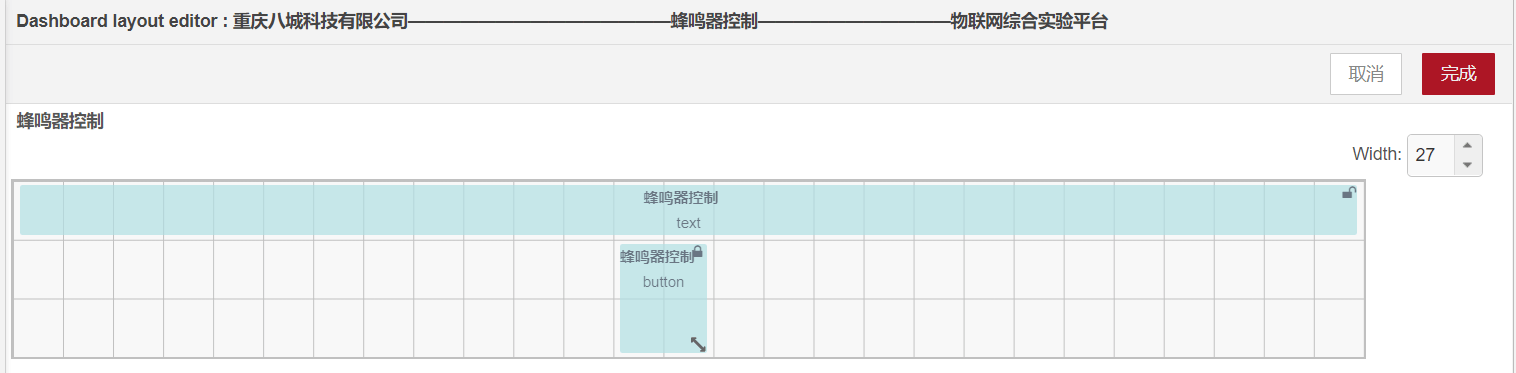 Dashboard layout editor : 重庆八城科技有限公司———————————————蜂鸣器控制———————————物联网综合实验平台
取消
完成
蜂鸣器控制
Width: 27
蜂鸣器控制
text
蜂鸣器控制
button